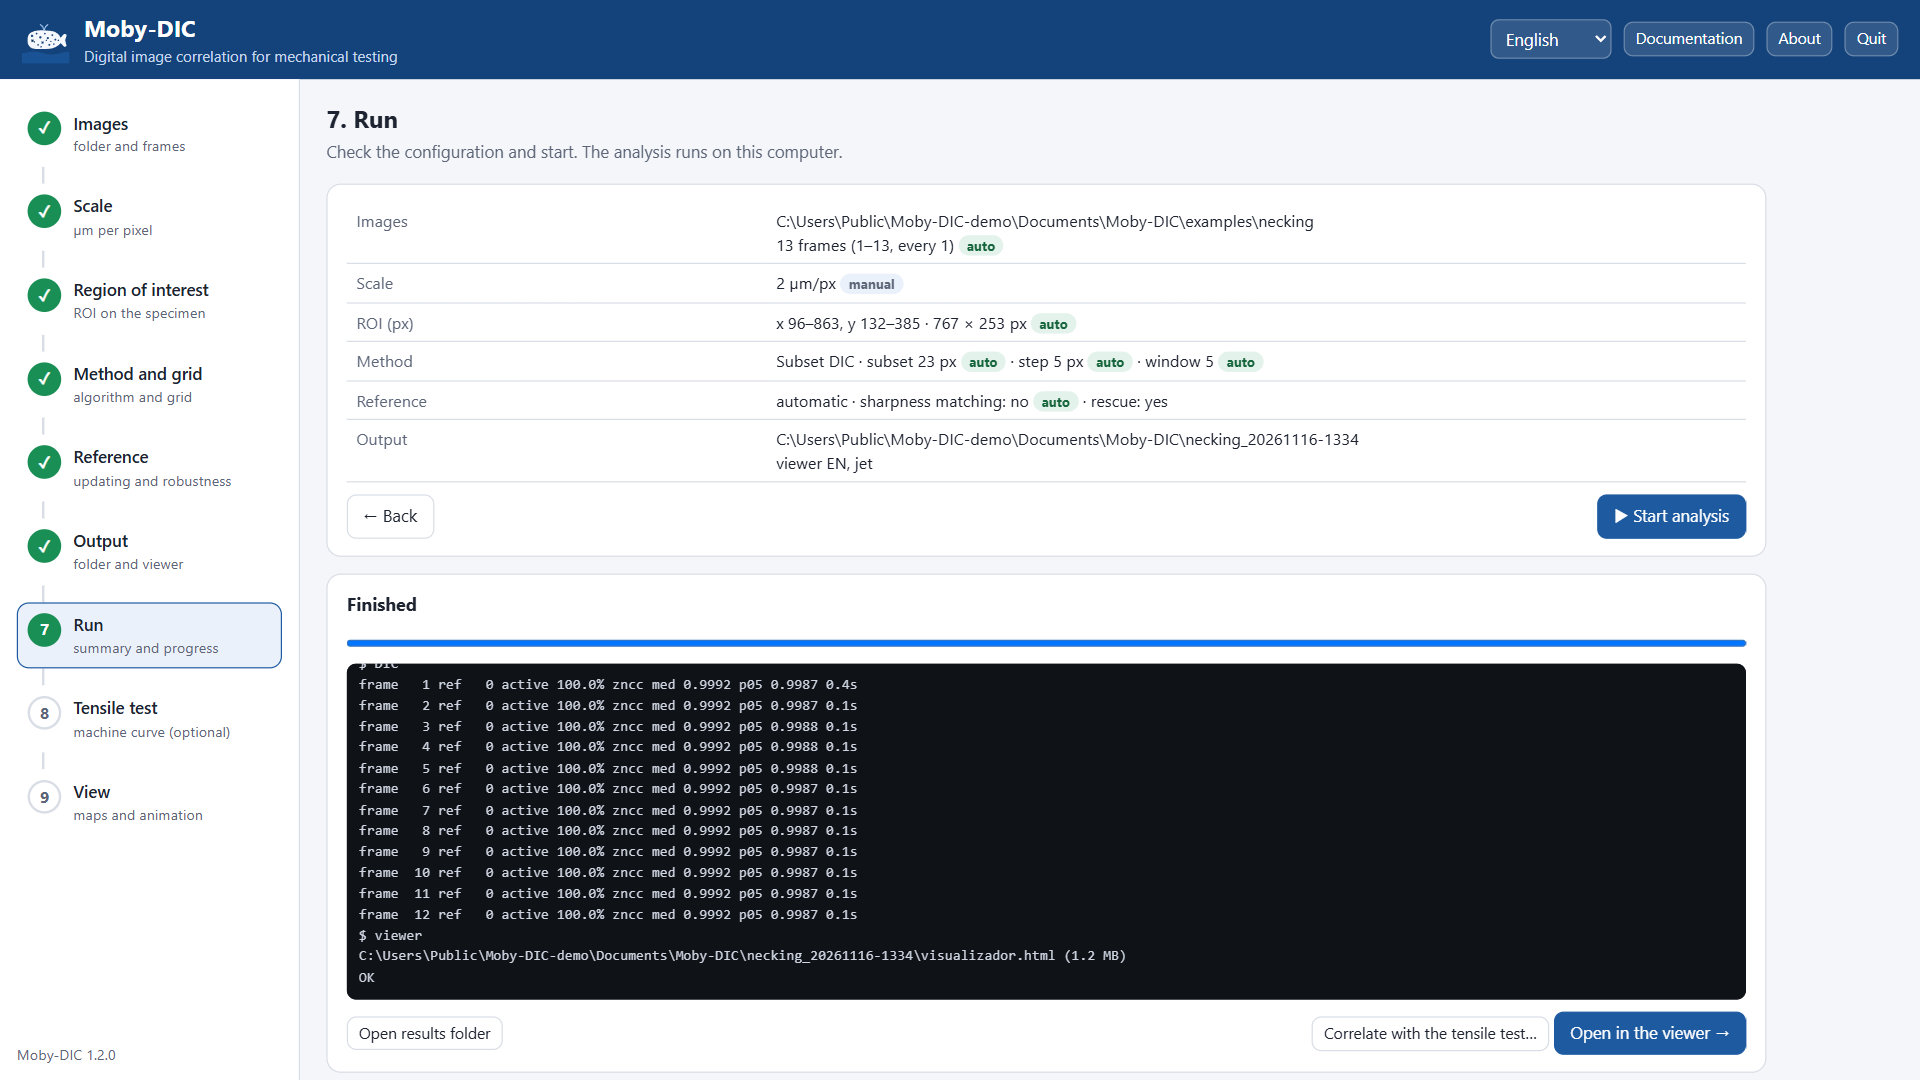 Moby-DIC
Digital image correlation for mechanical testing
English
Documentation
About
Quit
Images
folder and frames
Scale
µm per pixel
Region of interest
ROI on the specimen
Method and grid
algorithm and grid
Reference
updating and robustness
Output
folder and viewer
7
Run
summary and progress
8
Tensile test
machine curve (optional)
9
View
maps and animation
Moby-DIC 1.2.0
7. Run
Check the configuration and start. The analysis runs on this computer.
Images
C:\Users\Public\Moby-DIC-demo\Documents\Moby-DIC\examples\necking
13 frames (1–13, every 1) auto
Scale
2 µm/px manual
ROI (px)
x 96–863, y 132–385 · 767 × 253 px auto
Method
Subset DIC · subset 23 px auto · step 5 px auto · window 5 auto
Reference
automatic · sharpness matching: no auto · rescue: yes
Output
C:\Users\Public\Moby-DIC-demo\Documents\Moby-DIC\necking_20261116-1334
viewer EN, jet
← Back
▶ Start analysis
Finished
$ DIC
frame   1 ref   0 active 100.0% zncc med 0.9992 p05 0.9987 0.4s
frame   2 ref   0 active 100.0% zncc med 0.9992 p05 0.9987 0.1s
frame   3 ref   0 active 100.0% zncc med 0.9992 p05 0.9988 0.1s
frame   4 ref   0 active 100.0% zncc med 0.9992 p05 0.9988 0.1s
frame   5 ref   0 active 100.0% zncc med 0.9992 p05 0.9988 0.1s
frame   6 ref   0 active 100.0% zncc med 0.9992 p05 0.9987 0.1s
frame   7 ref   0 active 100.0% zncc med 0.9992 p05 0.9987 0.1s
frame   8 ref   0 active 100.0% zncc med 0.9992 p05 0.9987 0.1s
frame   9 ref   0 active 100.0% zncc med 0.9992 p05 0.9987 0.1s
frame  10 ref   0 active 100.0% zncc med 0.9992 p05 0.9987 0.1s
frame  11 ref   0 active 100.0% zncc med 0.9992 p05 0.9987 0.1s
frame  12 ref   0 active 100.0% zncc med 0.9992 p05 0.9987 0.1s
$ viewer
C:\Users\Public\Moby-DIC-demo\Documents\Moby-DIC\necking_20261116-1334\visualizador.html (1.2 MB)
OK
Open results folder
Correlate with the tensile test...
Open in the viewer →